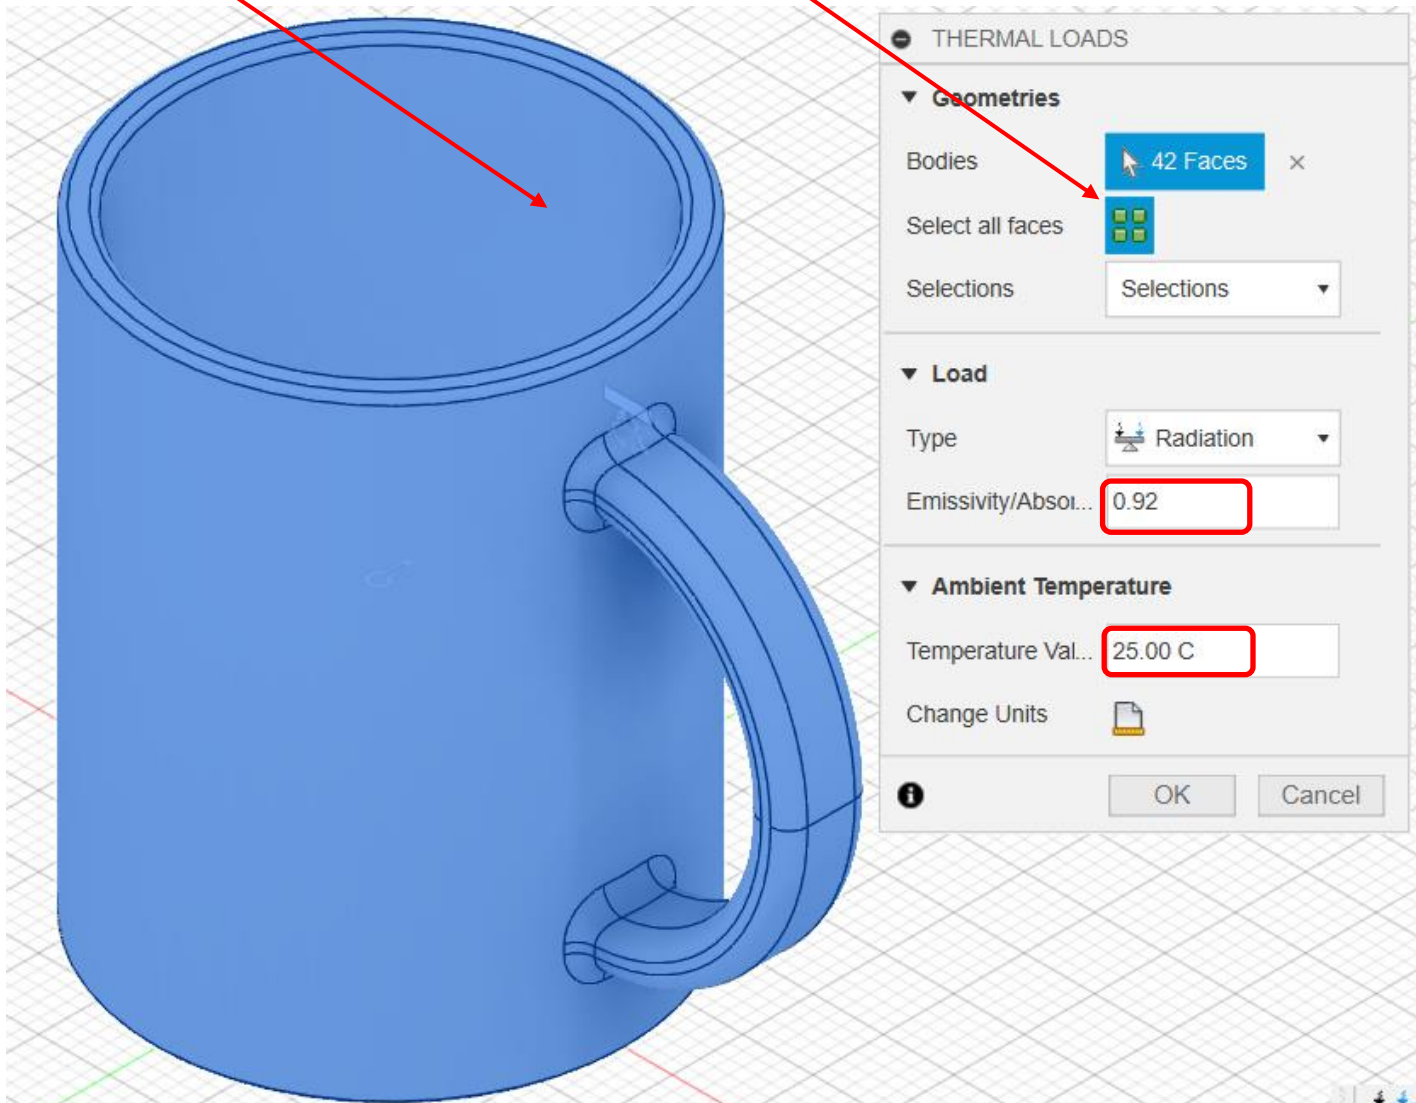 THERMAL LOADS
Geometries
Bodies 42 Faces
Select all faces
Selections Selections
Load
Type Radiation
Emissivity/Absor... 0.92
Ambient Temperature
Temperature Val... 25.00 C
Change Units
OK Cancel